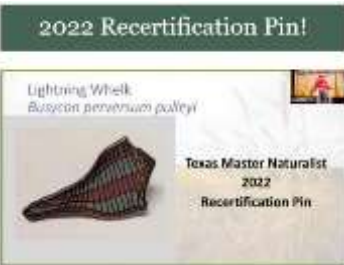 2022 Recertification Pin!
Lightning Whelk
Busycon perversum pulleyi
Texas Master Naturalist
2022
Recertification Pin